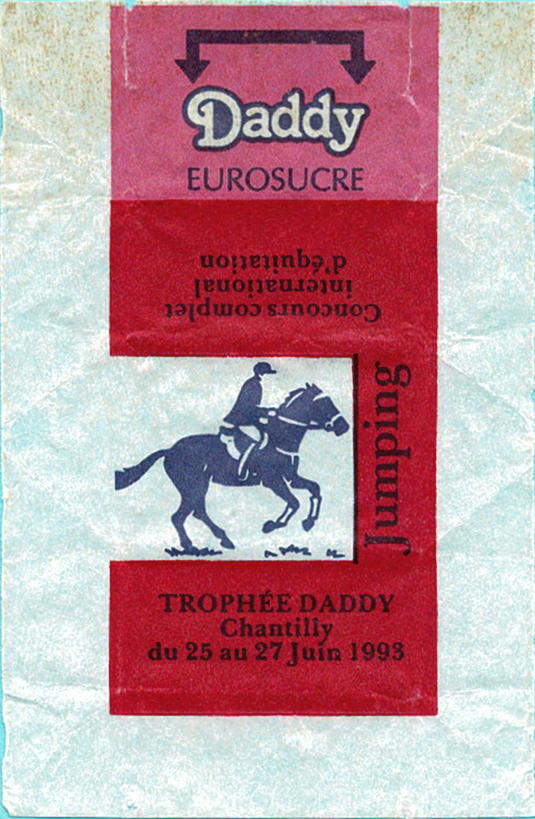 Daddy
EUROSUCRE
Concours complet
international
d'équitation
Jumping
TROPHÉE DADDY
Chantilly
du 25 au 27 Juin 1993